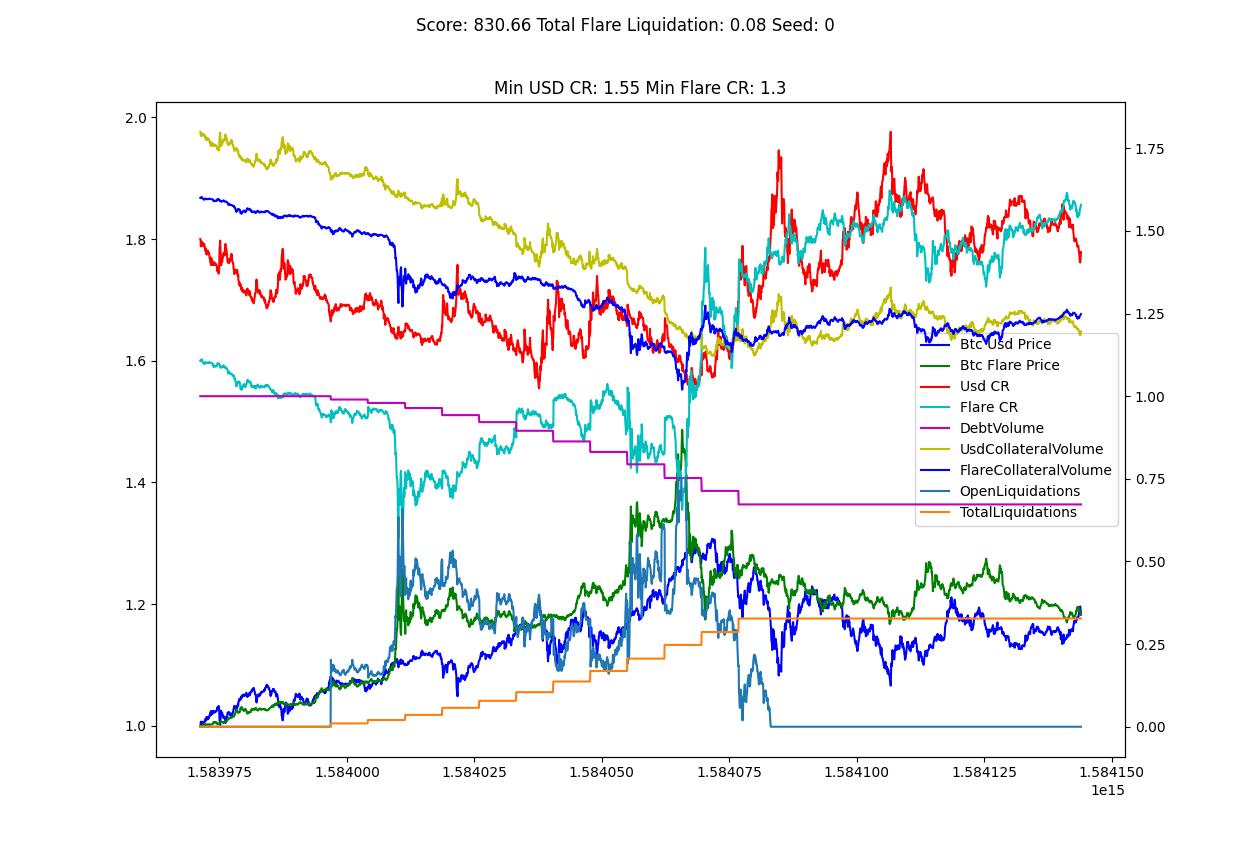 Score: 830.66 Total Flare Liquidation: 0.08 Seed: 0
Min USD CR: 1.55 Min Flare CR: 1.3
2.0
1.8
1.6
1.4
1.2
1.0
1.75
1.50
1.25
1.00
0.75
0.50
0.25
0.00
Btc Usd Price
Btc Flare Price
Usd CR
Flare CR
DebtVolume
UsdCollateralVolume
FlareCollateralVolume
OpenLiquidations
TotalLiquidations
1.583975
1.584000
1.584025
1.584050
1.584075
1.584100
1.584125
1.584150
1e15